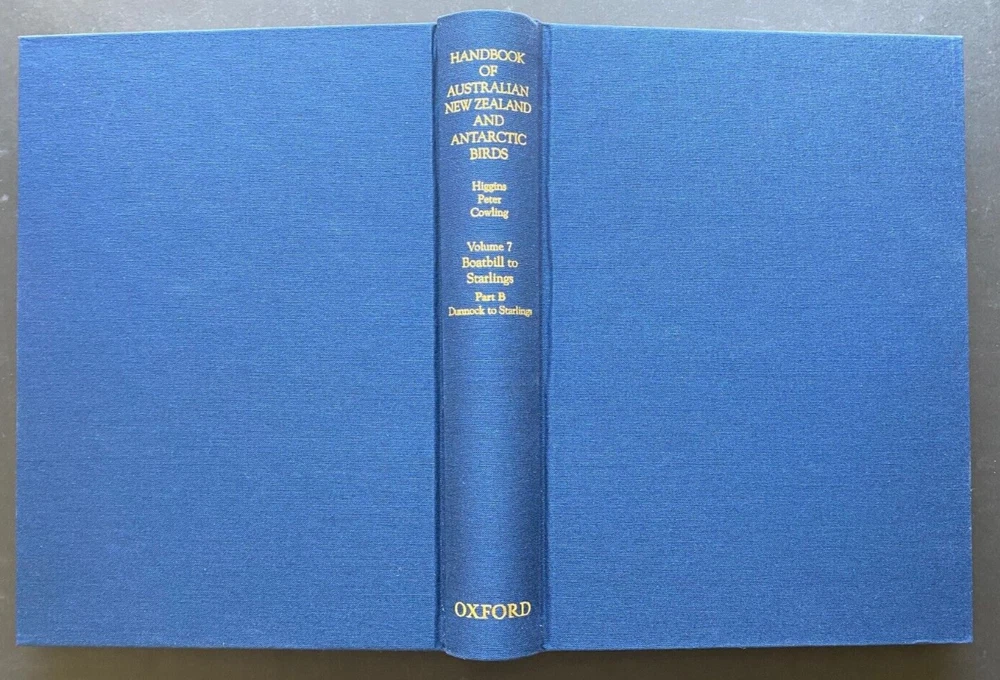 HANDBOOK
OF
AUSTRALIAN
NEW ZEALAND
AND
ANTARCTIC
BIRDS
Higgins
Peter
Cowling
Volume 7
Boatbill to
Starlings
Part B
Dunnock to Starlings
OXFORD